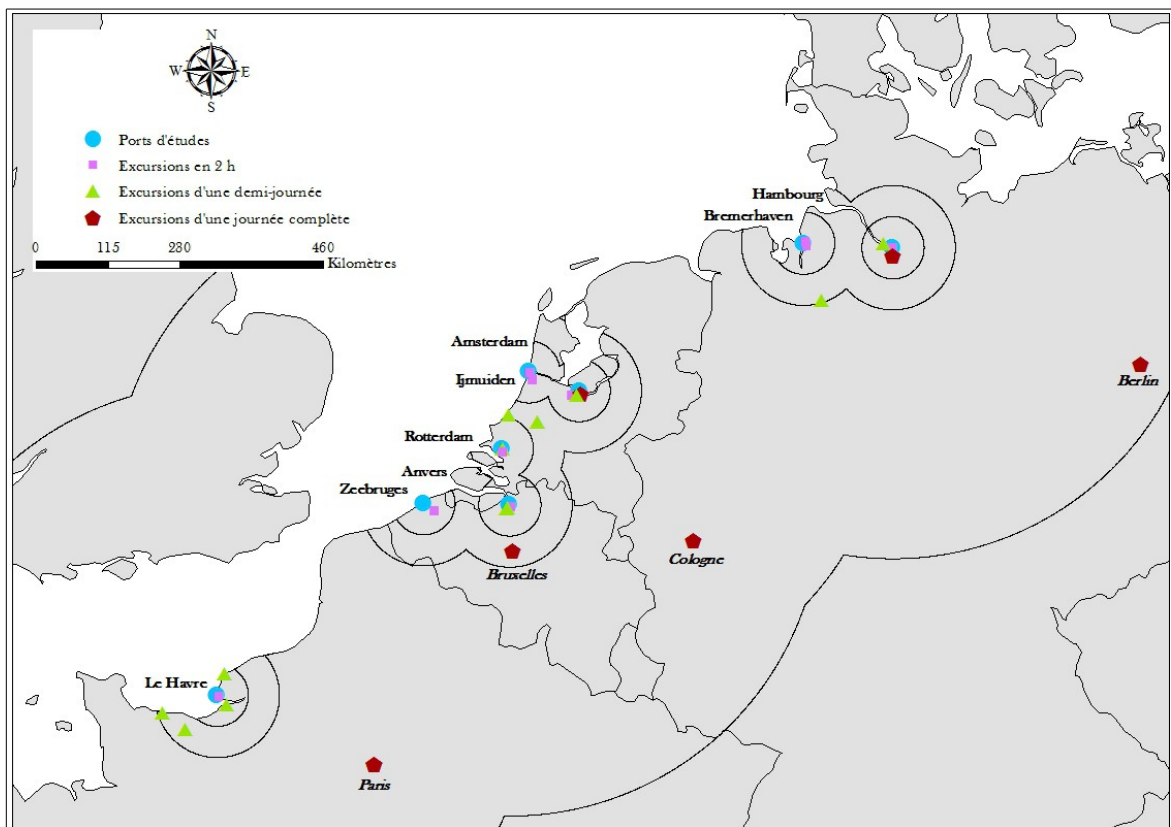 N
W E
S
Ports d'études
Excursions en 2 h
Excursions d'une demi-journée
Excursions d'une journée complète
0 115 230 460
Kilomètres
Hambourg
Bremerhaven
Amsterdam
Ijmuiden
Berlin
Rotterdam
Anvers
Zeebruges
Cologne
Bruxelles
Le Havre
Paris